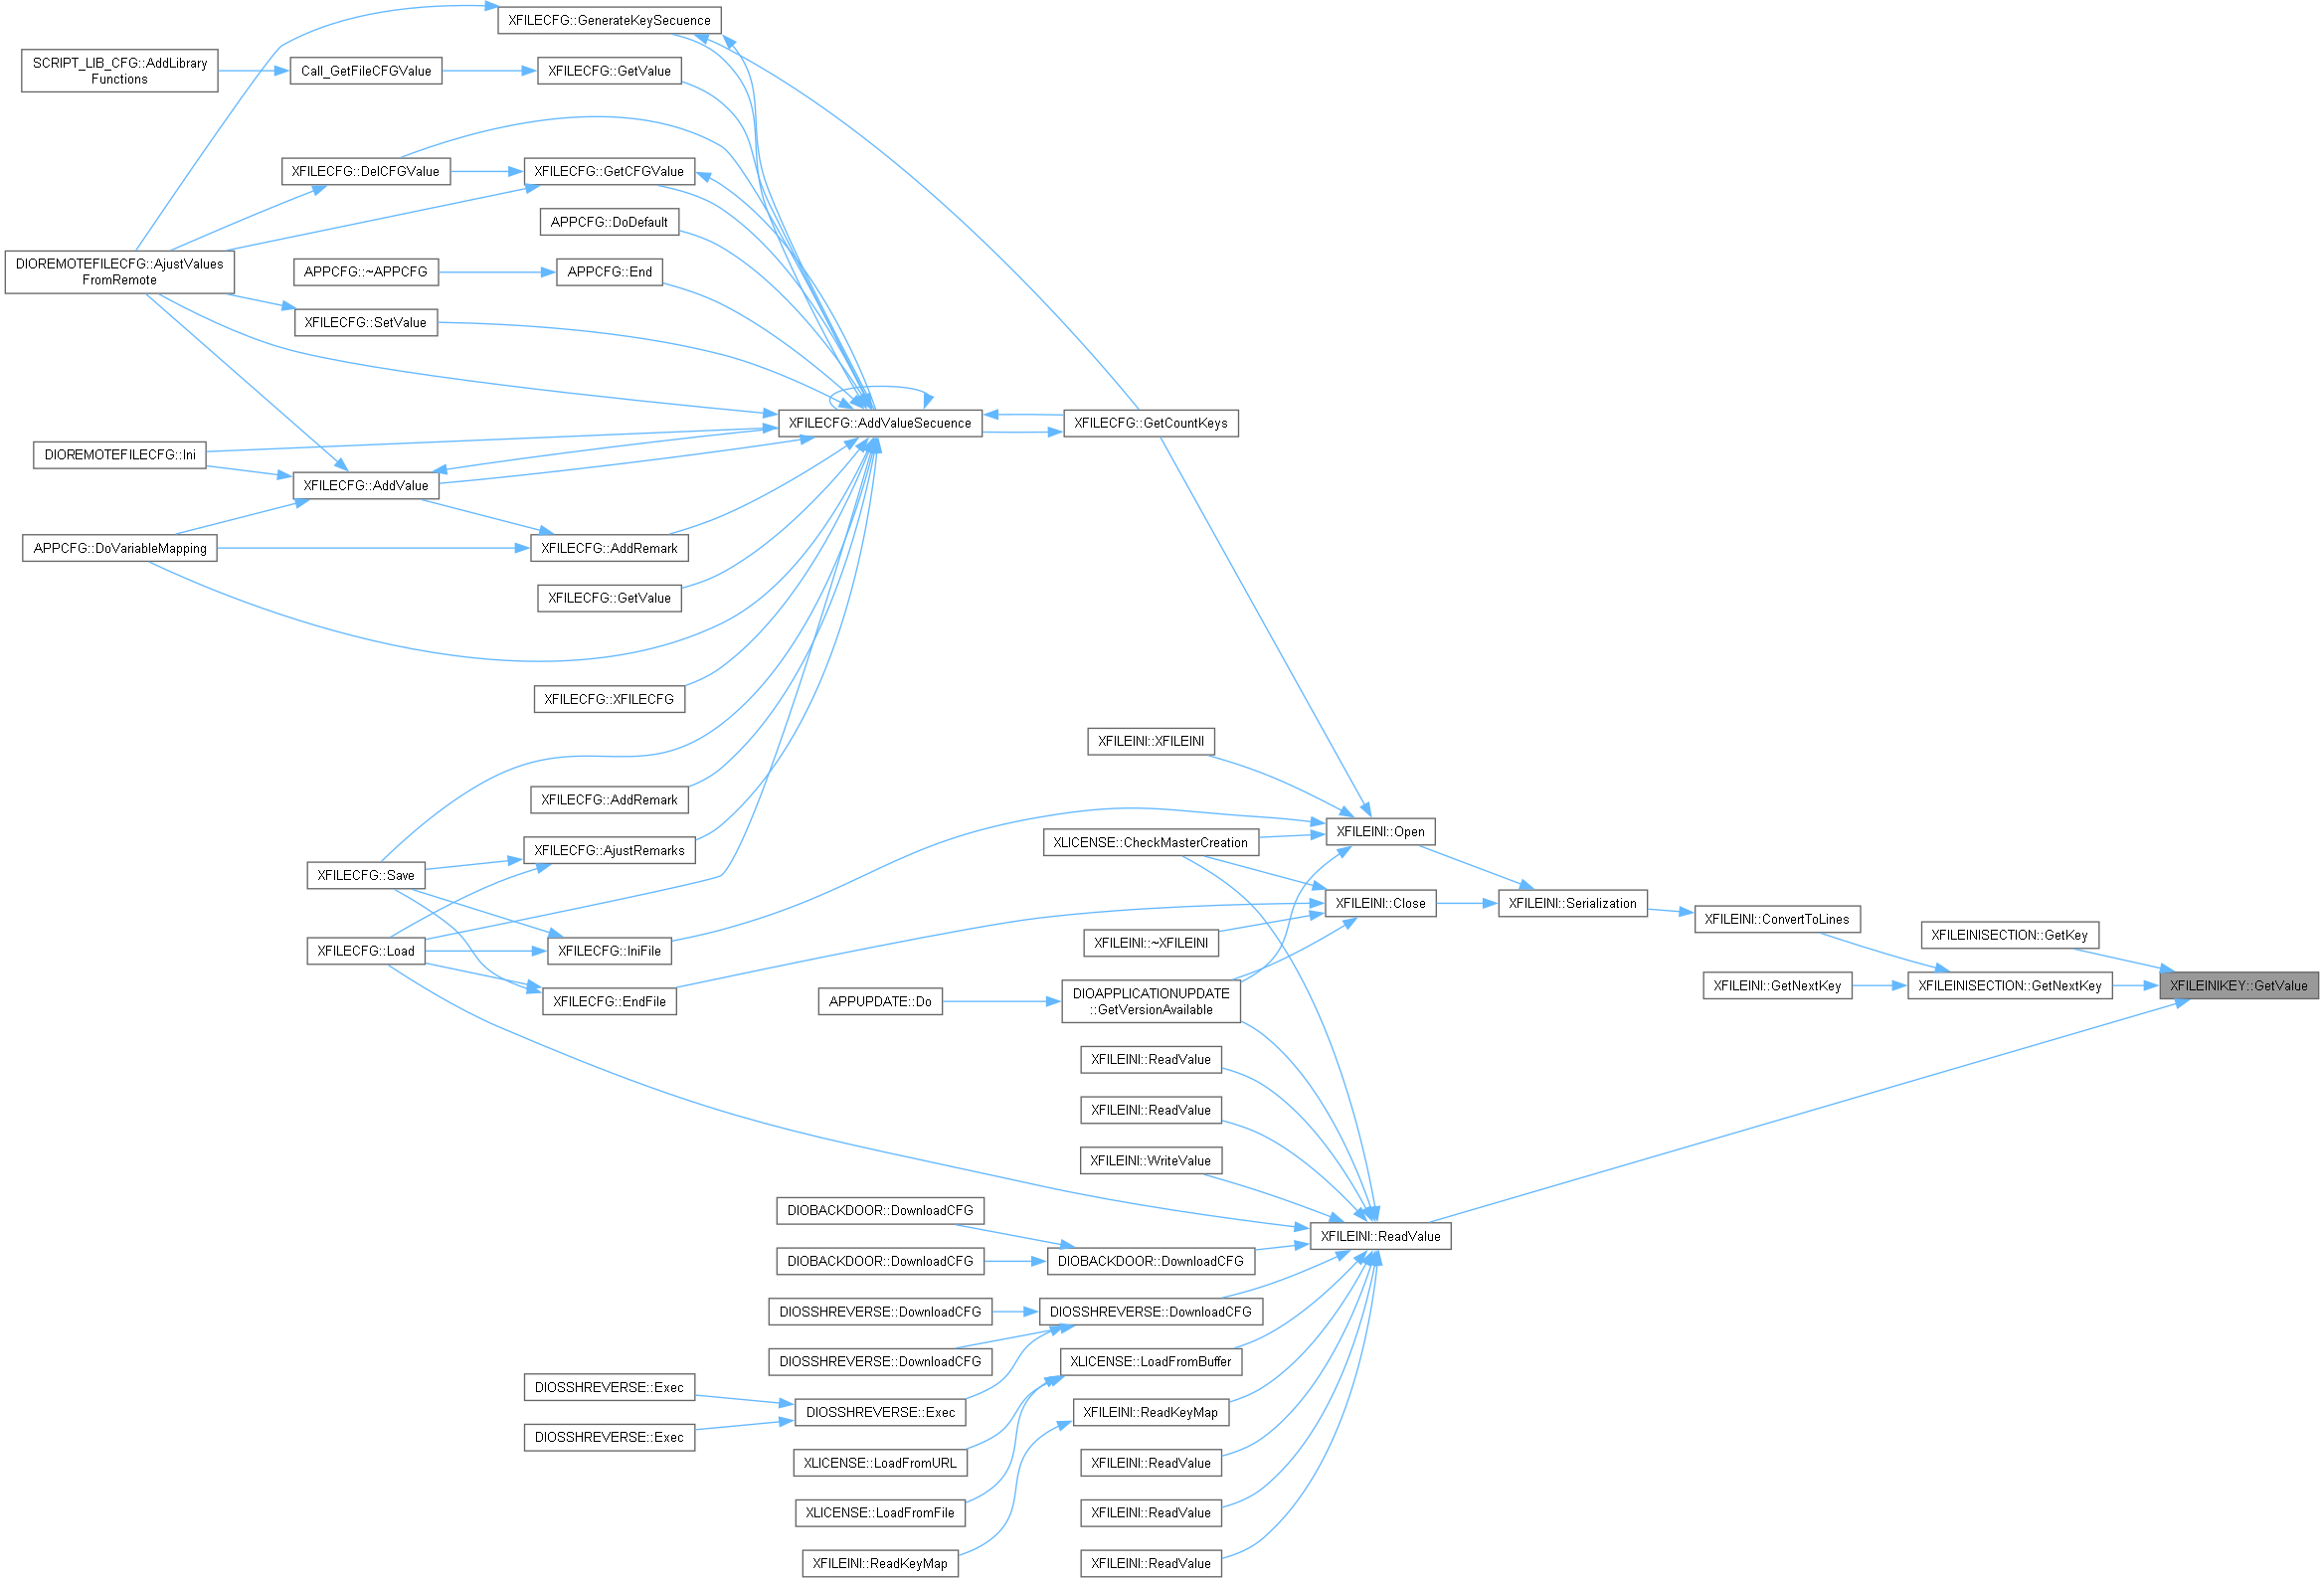 XFILECFG::GenerateKeySecuence
SCRIPT_LIB_CFG::AddLibrary
Functions
Call_GetFileCFGValue
XFILECFG::GetValue
XFILECFG::DelCFGValue
XFILECFG::GetCFGValue
APPCFG::DoDefault
DIOREMOTEFILECFG::AjustValues
FromRemote
APPCFG::~APPCFG
APPCFG::End
XFILECFG::SetValue
XFILECFG::AddValueSecuence
XFILECFG::GetCountKeys
DIOREMOTEFILECFG::Ini
XFILECFG::AddValue
APPCFG::DoVariableMapping
XFILECFG::AddRemark
XFILECFG::GetValue
XFILECFG::XFILECFG
XFILEINI::XFILEINI
XFILECFG::AddRemark
XFILEINI::Open
XLICENSE::CheckMasterCreation
XFILECFG::AjustRemarks
XFILECFG::Save
XFILEINI::Close
XFILEINI::Serialization
XFILEINI::ConvertToLines
XFILEINISECTION::GetKey
XFILEINI::~XFILEINI
XFILECFG::Load
XFILECFG::IniFile
XFILECFG::EndFile
APPUPDATE::Do
DIOAPPLICATIONUPDATE
::GetVersionAvailable
XFILEINI::GetNextKey
XFILEINISECTION::GetNextKey
XFILEINIKEY::GetValue
XFILEINI::ReadValue
XFILEINI::ReadValue
XFILEINI::WriteValue
DIOBACKDOOR::DownloadCFG
XFILEINI::ReadValue
DIOBACKDOOR::DownloadCFG
DIOBACKDOOR::DownloadCFG
DIOSSHREVERSE::DownloadCFG
DIOSSHREVERSE::DownloadCFG
DIOSSHREVERSE::DownloadCFG
XLICENSE::LoadFromBuffer
DIOSSHREVERSE::Exec
DIOSSHREVERSE::Exec
XFILEINI::ReadKeyMap
DIOSSHREVERSE::Exec
XLICENSE::LoadFromURL
XFILEINI::ReadValue
XLICENSE::LoadFromFile
XFILEINI::ReadValue
XFILEINI::ReadKeyMap
XFILEINI::ReadValue